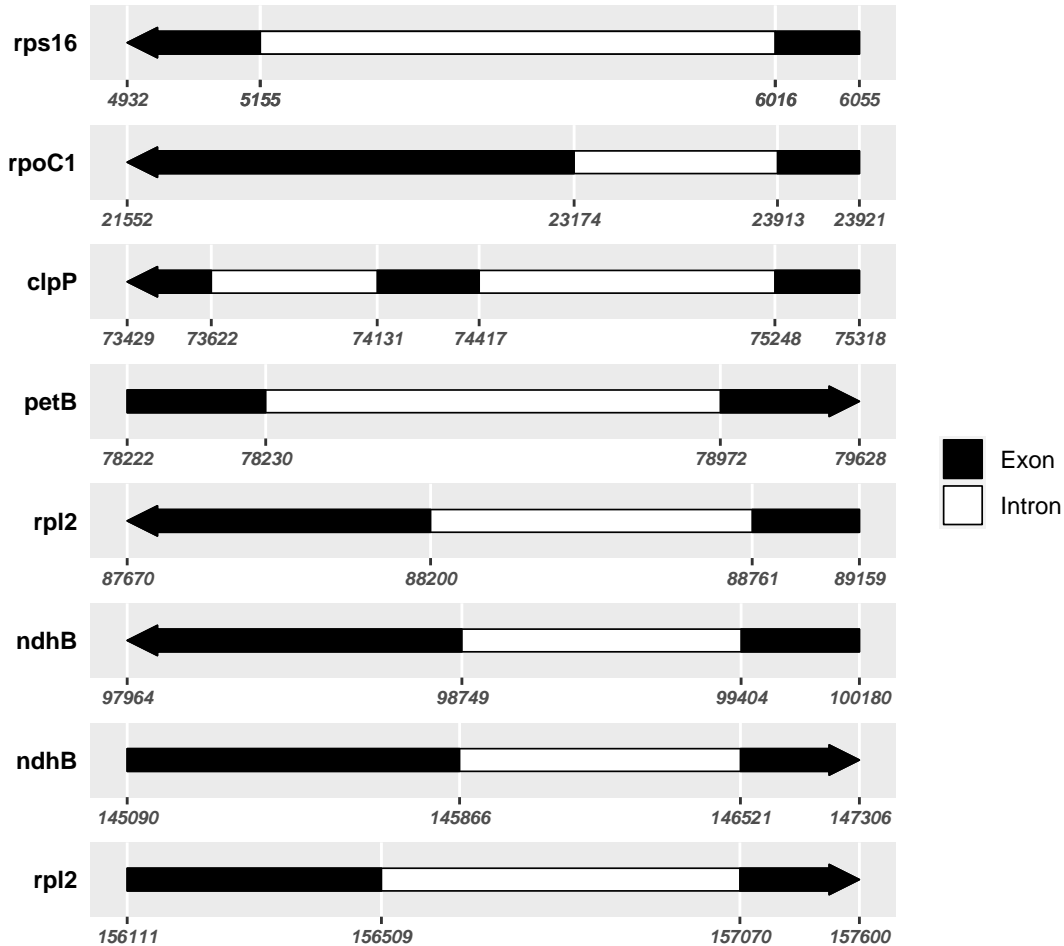 rps16
4932 5155 6016 6055
rpoC1
21552 23174 23913 23921
clpP
73429 73622 74131 74417 75248 75318
petB
78222 78230 78972 79628
Exon
rpl2
Intron
87670 88200 88761 89159
ndhB
97964 98749 99404 100180
ndhB
145090 145866 146521 147306
rpl2
156111 156509 157070 157600